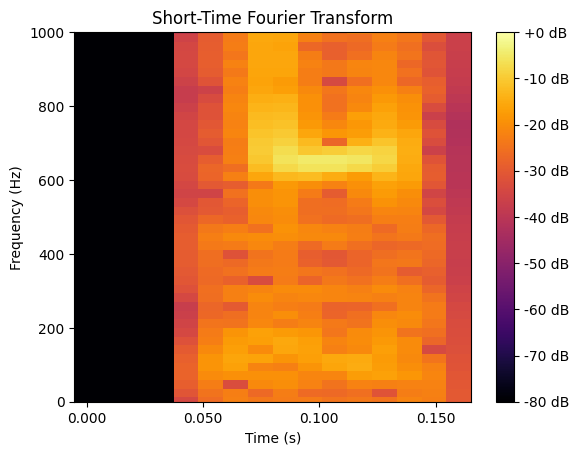 Short-Time Fourier Transform
1000
800
600
400
200
0
Frequency (Hz)
0.000
0.050
0.100
0.150
Time (s)
+0 dB
-10 dB
-20 dB
-30 dB
-40 dB
-50 dB
-60 dB
-70 dB
-80 dB